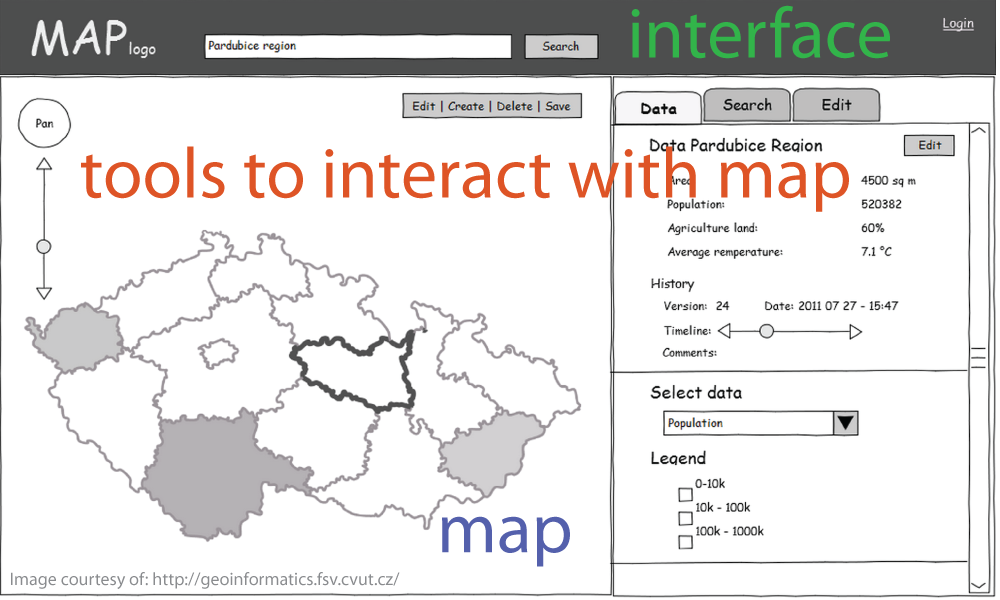 MAP logo
Pardubice region
Search
interface
Login
Pan
Edit | Create | Delete | Save
tools to interact with map
map
Image courtesy of: http://geoinformatics.fsv.cvut.cz/
Data Search Edit
Data Pardubice Region
Edit
Area: 4500 sq m
Population: 520382
Agriculture land: 60%
Average remperature: 7.1 °C
History
Version: 24 Date: 2011 07 27 - 15:47
Timeline:
Comments:
Select data
Population
Legend
0-10k
10k - 100k
100k - 1000k